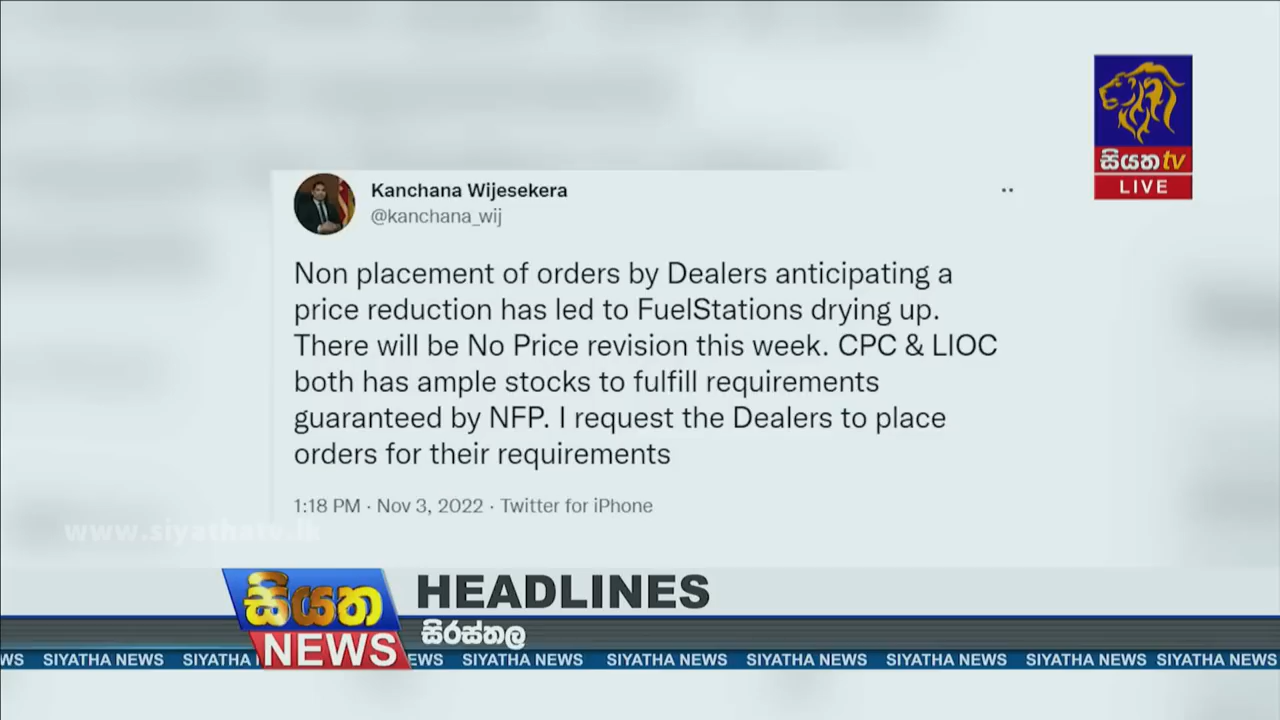 සියත tv
LIVE
Kanchana Wijesekera
@kanchana_wij
Non placement of orders by Dealers anticipating a
price reduction has led to FuelStations drying up.
There will be No Price revision this week. CPC & LIOC
both has ample stocks to fulfill requirements
guaranteed by NFP. I request the Dealers to place
orders for their requirements
1:18 PM · Nov 3, 2022 · Twitter for iPhone
www.siyathatv.lk
සියත
NEWS
HEADLINES
සිරස්තල
WS SIYATHA NEWS SIYATHA EWS SIYATHA NEWS SIYATHA NEWS SIYATHA NEWS SIYATHA NEWS SIYATHA NEWS SIYATHA NEWS